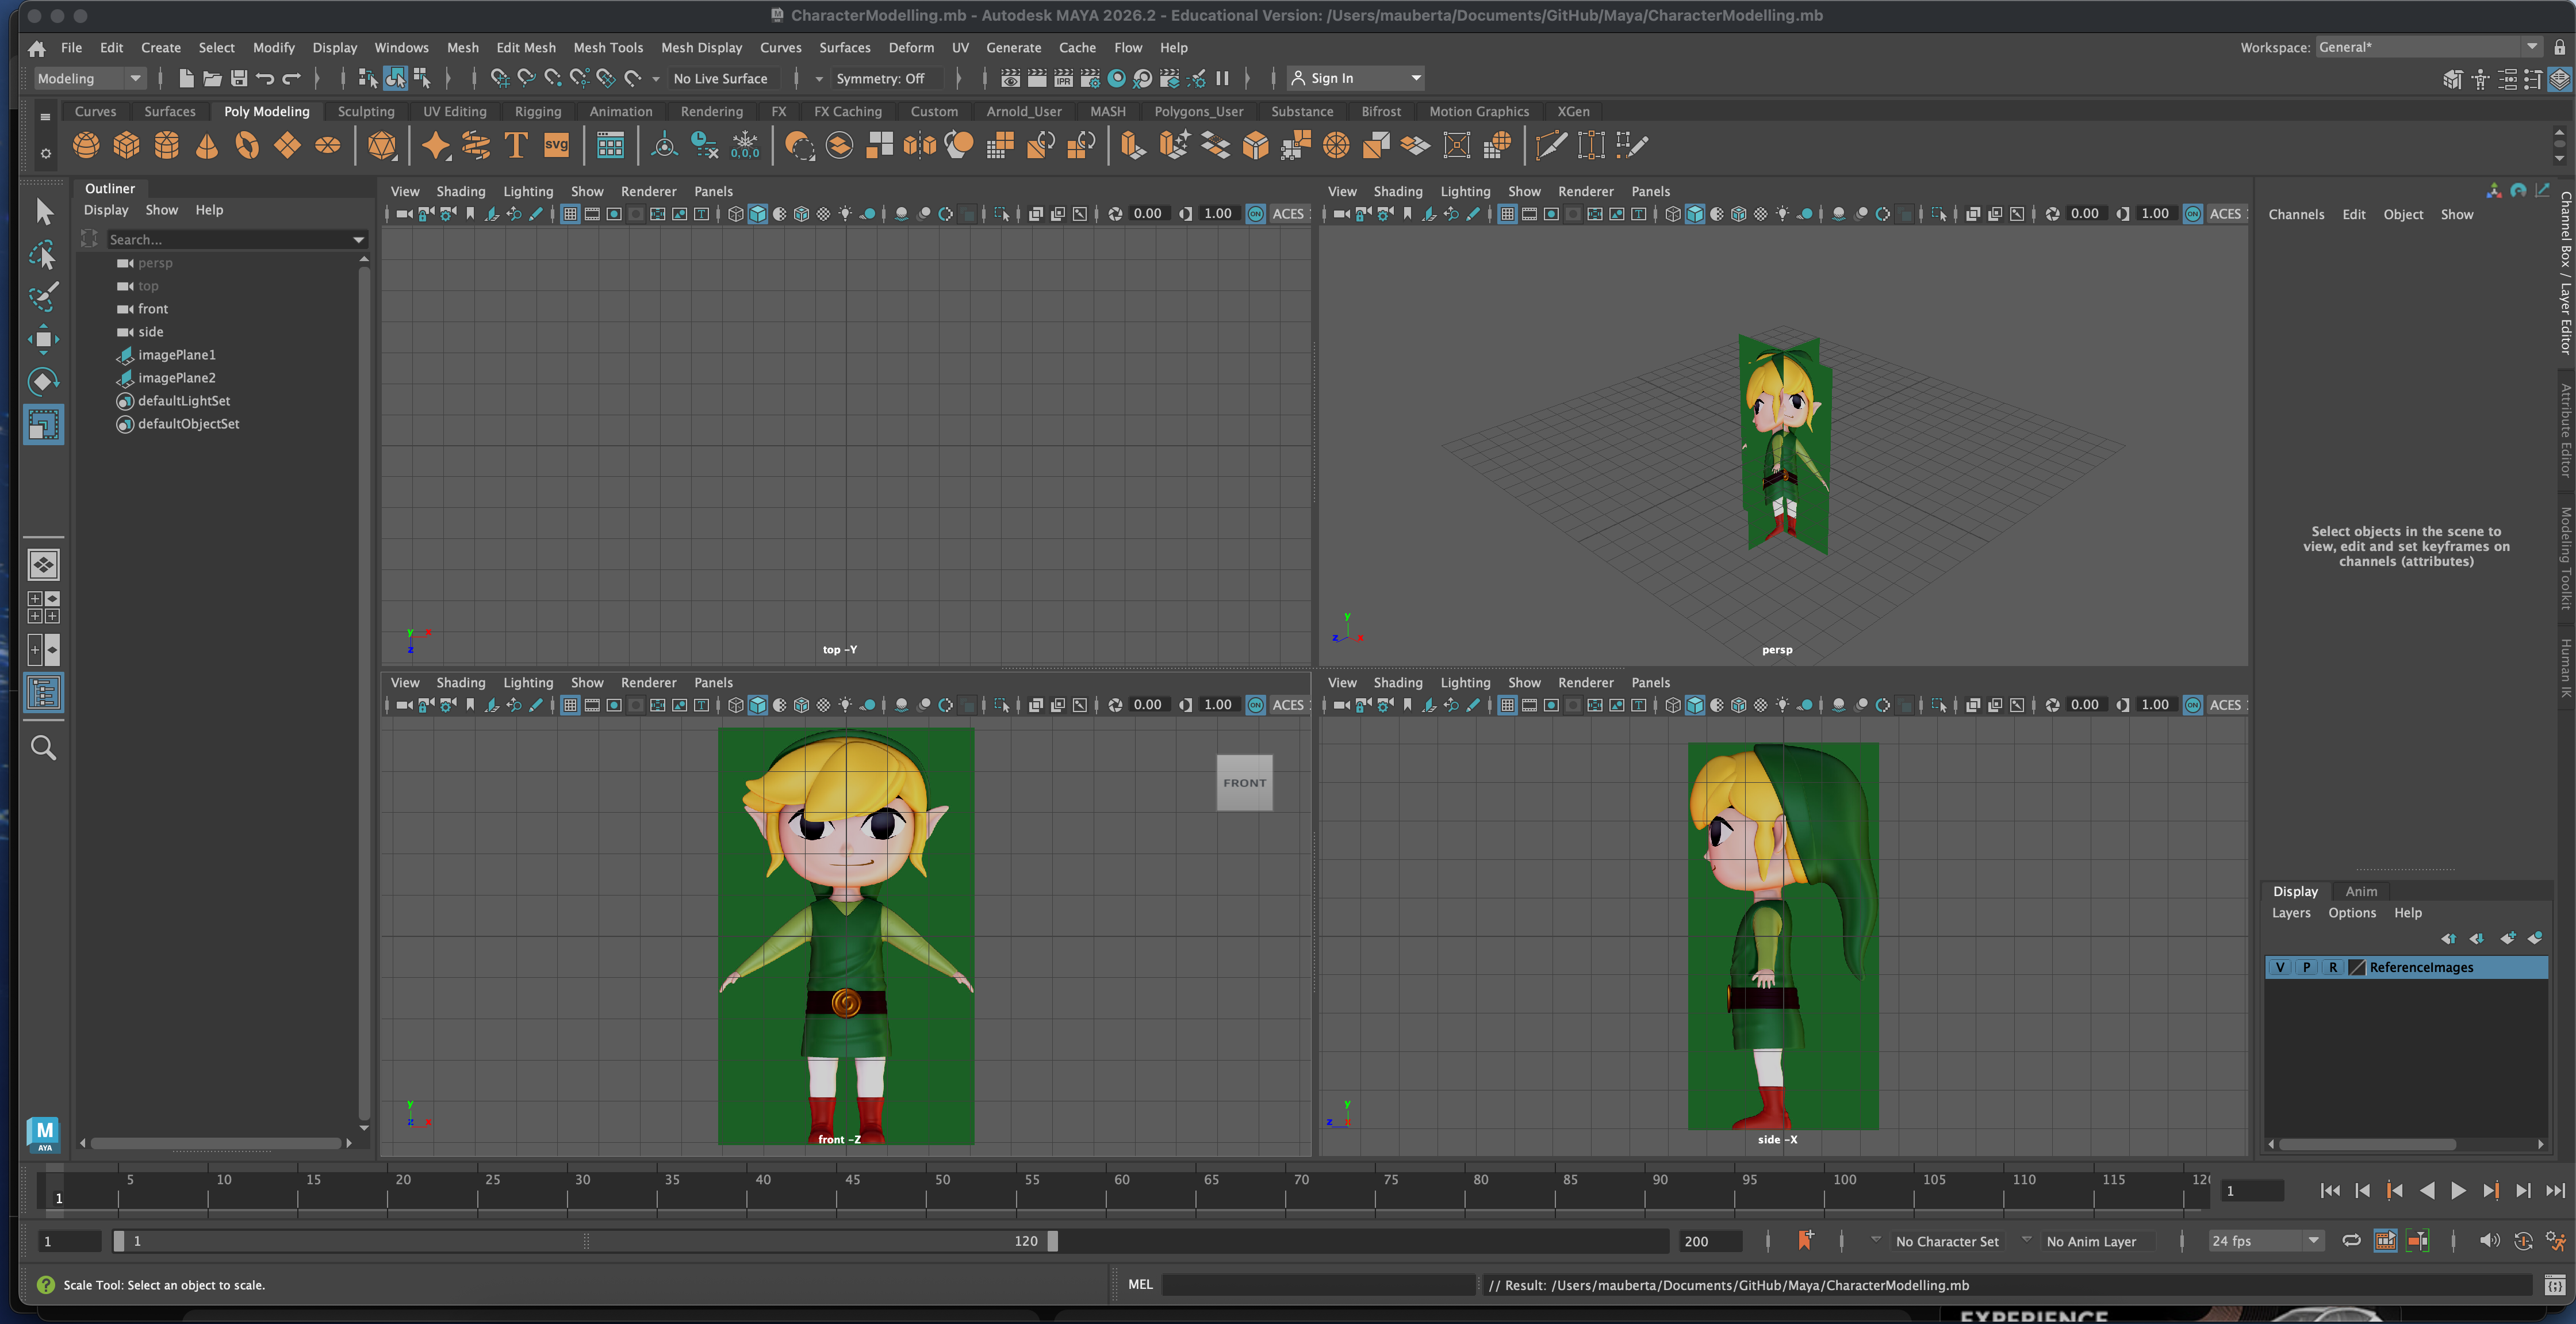 CharacterModelling.mb - Autodesk MAYA 2026.2 - Educational Version: /Users/mauberta/Documents/GitHub/Maya/CharacterModelling.mb
File Edit Create Select Modify Display Windows Mesh Edit Mesh Mesh Tools Mesh Display Curves Surfaces Deform UV Generate Cache Flow Help
Workspace: General*
Modeling
No Live Surface
Symmetry: Off
IPR
Sign In
Curves Surfaces Poly Modeling Sculpting UV Editing Rigging Animation Rendering FX FX Caching Custom Arnold_User MASH Polygons_User Substance Bifrost Motion Graphics XGen
T
SVG
0,0,0
Outliner
Display Show Help
Search...
persp
top
front
side
imagePlane1
imagePlane2
defaultLightSet
defaultObjectSet
View Shading Lighting Show Renderer Panels
0.00 1.00 ON ACES
y x
z
top -Y
View Shading Lighting Show Renderer Panels
0.00 1.00 ON ACES
y
z x
persp
View Shading Lighting Show Renderer Panels
0.00 1.00 ON ACES
FRONT
y
z x
front -Z
View Shading Lighting Show Renderer Panels
0.00 1.00 ON ACES
y
z
side -X
Channels Edit Object Show
Select objects in the scene to
view, edit and set keyframes on
channels (attributes)
Channel Box / Layer Editor
Attribute Editor
Modeling Toolkit
Human IK
Display Anim
Layers Options Help
V P R ReferenceImages
M
AYA
5 10 15 20 25 30 35 40 45 50 55 60 65 70 75 80 85 90 95 100 105 110 115 120
1
1
1
1
120
200
No Character Set
No Anim Layer
24 fps
Scale Tool: Select an object to scale.
MEL
// Result: /Users/mauberta/Documents/GitHub/Maya/CharacterModelling.mb
EXPERIENCE